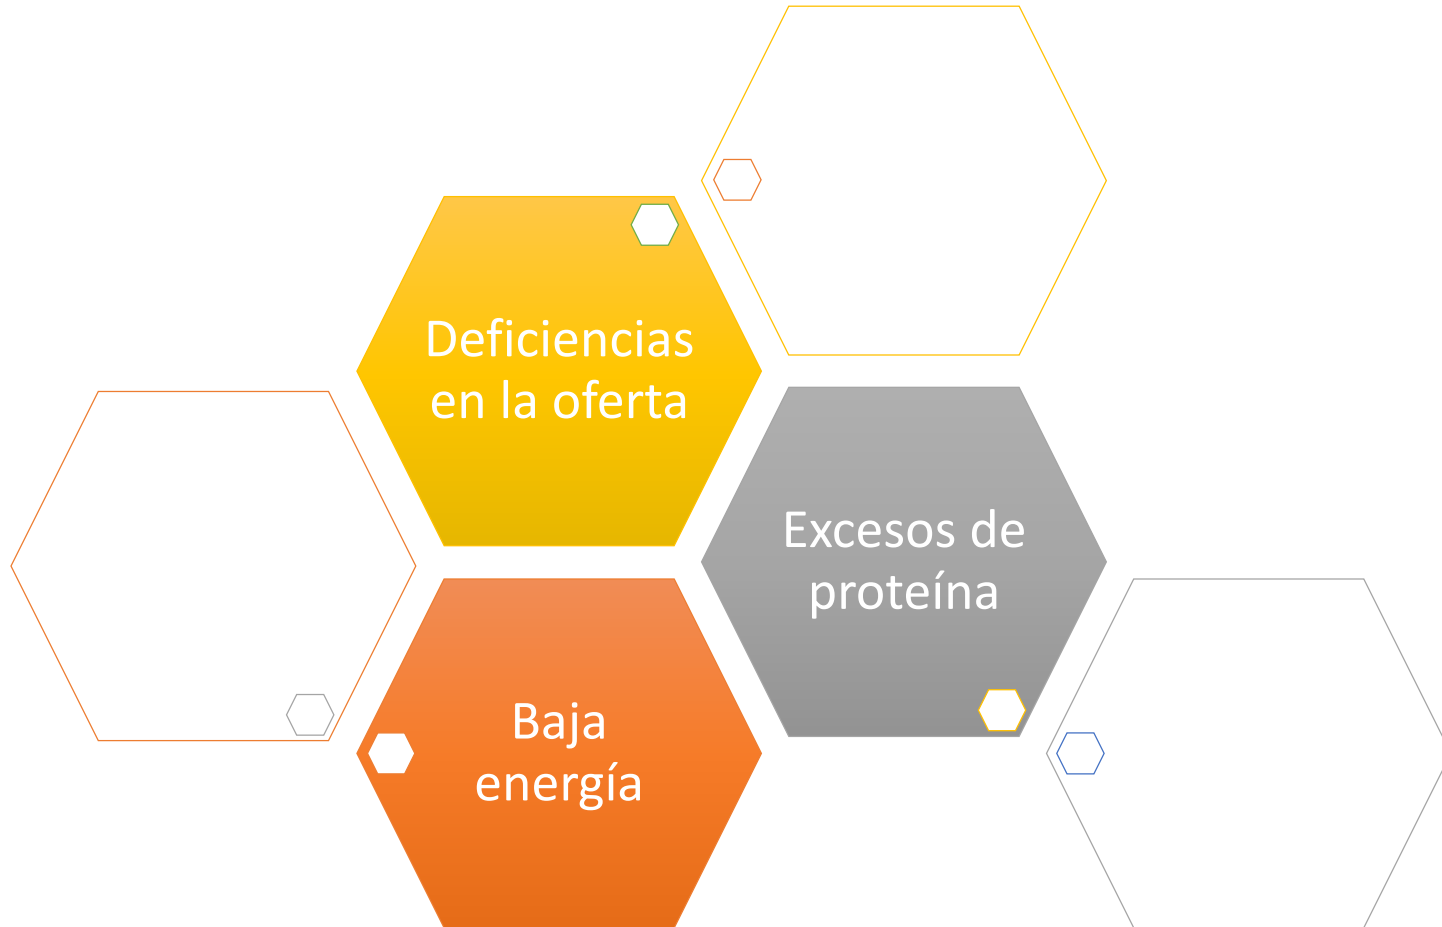 Deficiencias
en la oferta
Excesos de
proteína
Baja
energía